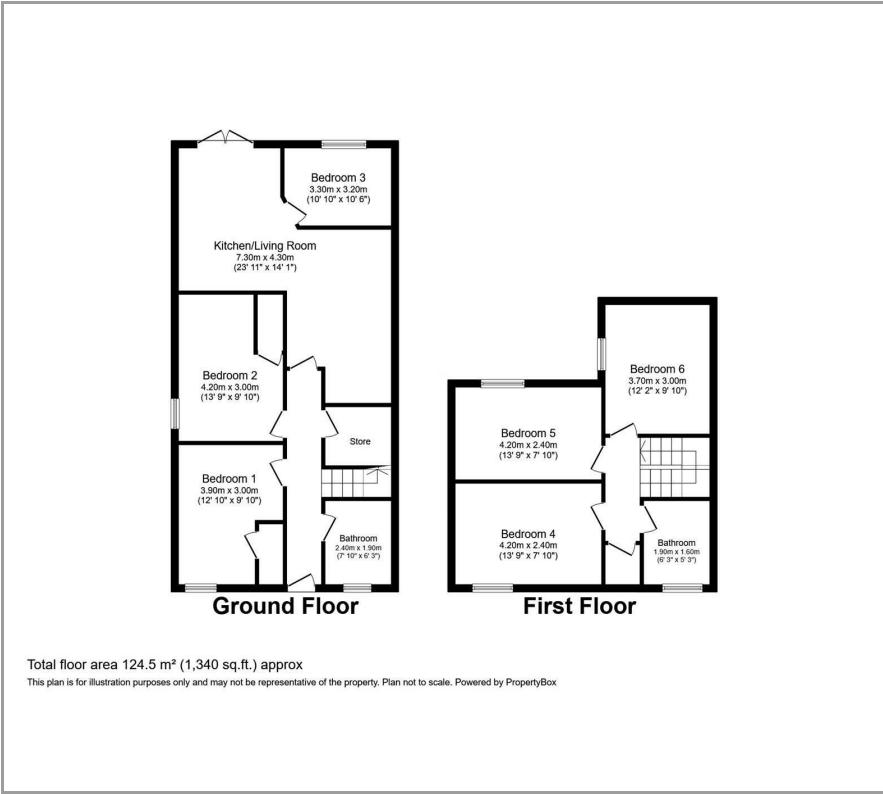 Bedroom 3
3.30m x 3.20m
(10' 10" x 10' 6")
Kitchen/Living Room
7.30m x 4.30m
(23' 11" x 14' 1")
Bedroom 2
4.20m x 3.00m
(13' 9" x 9' 10")
Store
Bedroom 1
3.90m x 3.00m
(12' 10" x 9' 10")
Bathroom
2.40m x 1.90m
(7' 10" x 6' 3")
Ground Floor
Bedroom 6
3.70m x 3.00m
(12' 2" x 9' 10")
Bedroom 5
4.20m x 2.40m
(13' 9" x 7' 10")
Bedroom 4
4.20m x 2.40m
(13' 9" x 7' 10")
Bathroom
1.90m x 1.60m
(6' 3" x 5' 3")
First Floor
Total floor area 124.5 m² (1,340 sq.ft.) approx
This plan is for illustration purposes only and may not be representative of the property. Plan not to scale. Powered by PropertyBox